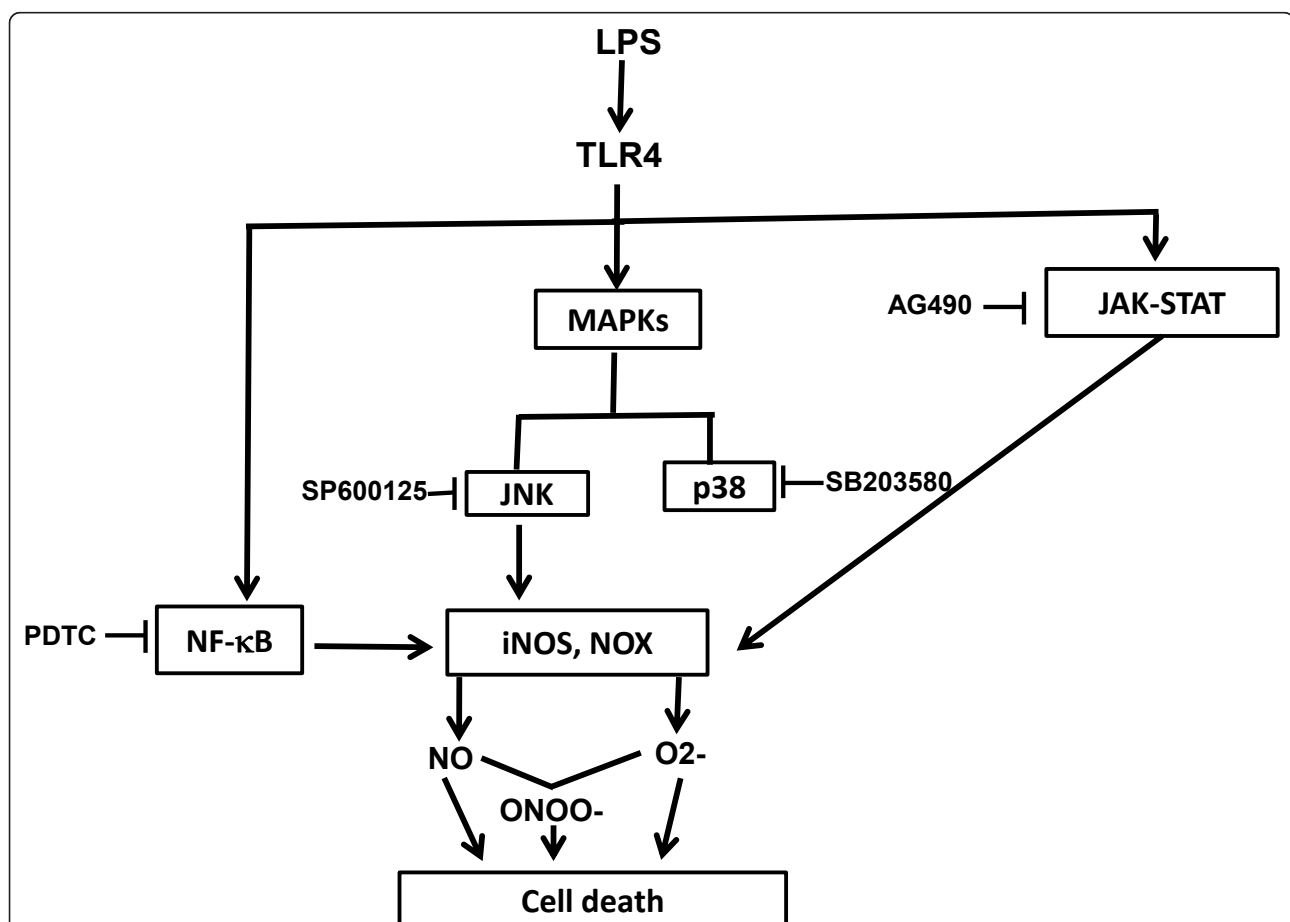 LPS
TLR4
MAPKs
AG490
JAK-STAT
SP600125
JNK
p38
SB203580
PDTC
NF-κB
iNOS, NOX
NO
O2-
ONOO-
Cell death